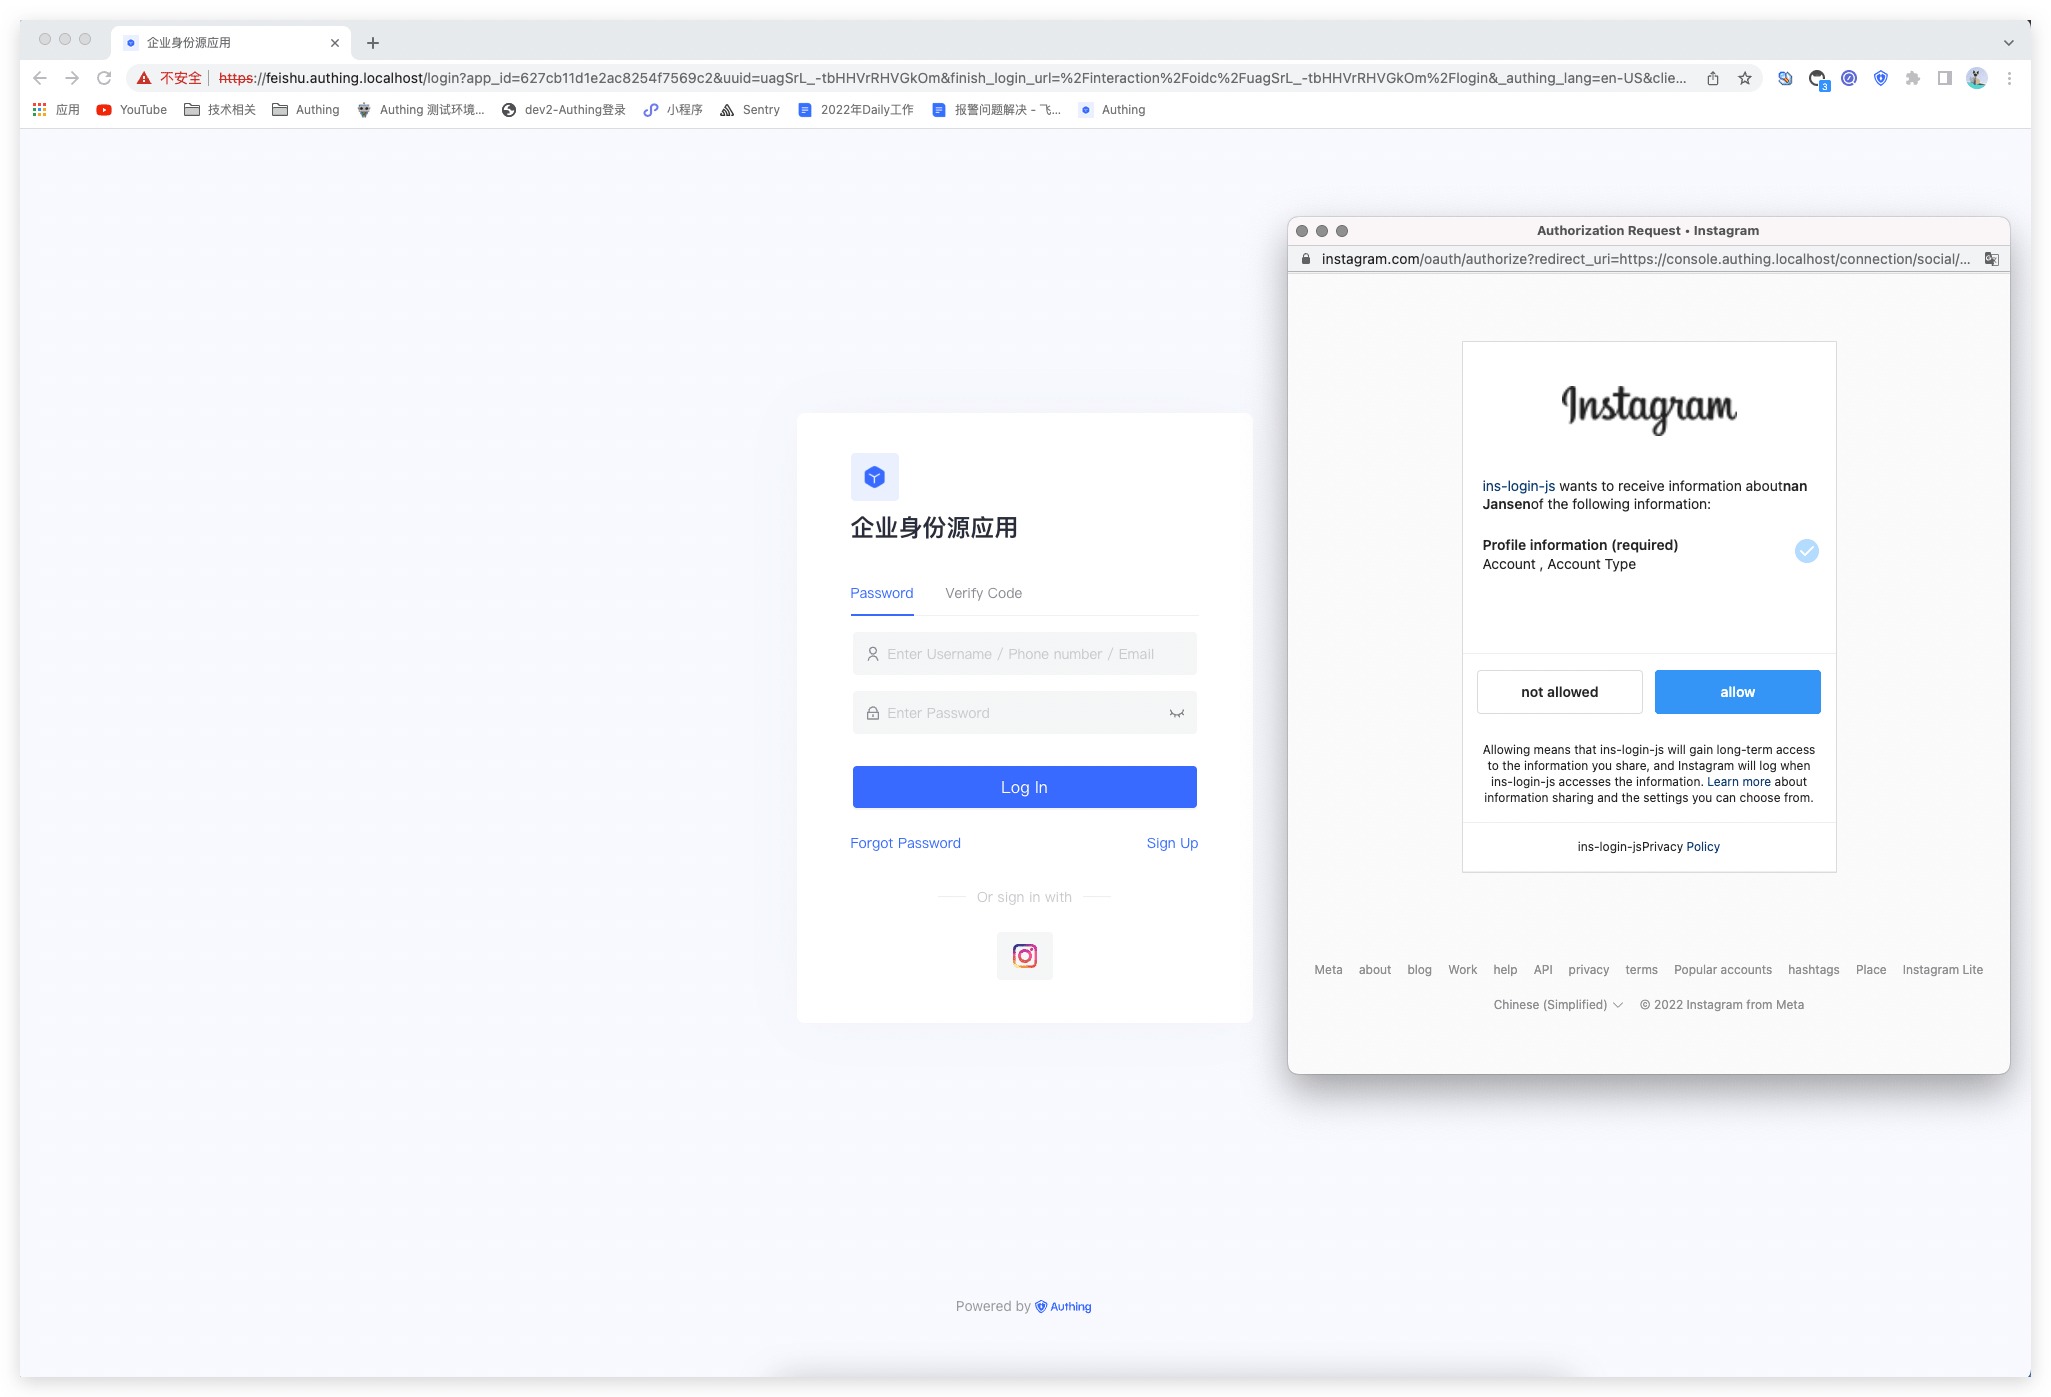 企业身份源应用
不安全 https://feishu.authing.localhost/login?app_id=627cb11d1e2ac8254f7569c2&uuid=uagSrL_-tbHHVrRHVGkOm&finish_login_url=%2Finteraction%2Foidc%2FuagSrL_-tbHHVrRHVGkOm%2Flogin&_authing_lang=en-US&clie...
3
应用 YouTube 技术相关 Authing Authing 测试环境... dev2-Authing登录 小程序 Sentry 2022年Daily工作 报警问题解决 - 飞... Authing
企业身份源应用
Password Verify Code
Enter Username / Phone number / Email
Enter Password
Log In
Forgot Password Sign Up
Or sign in with
Powered by Authing
Authorization Request • Instagram
instagram.com/oauth/authorize?redirect_uri=https://console.authing.localhost/connection/social/...
Instagram
ins-login-js wants to receive information aboutnan
Jansenof the following information:
Profile information (required)
Account , Account Type
not allowed allow
Allowing means that ins-login-js will gain long-term access
to the information you share, and Instagram will log when
ins-login-js accesses the information. Learn more about
information sharing and the settings you can choose from.
ins-login-jsPrivacy Policy
Meta about blog Work help API privacy terms Popular accounts hashtags Place Instagram Lite
Chinese (Simplified) © 2022 Instagram from Meta